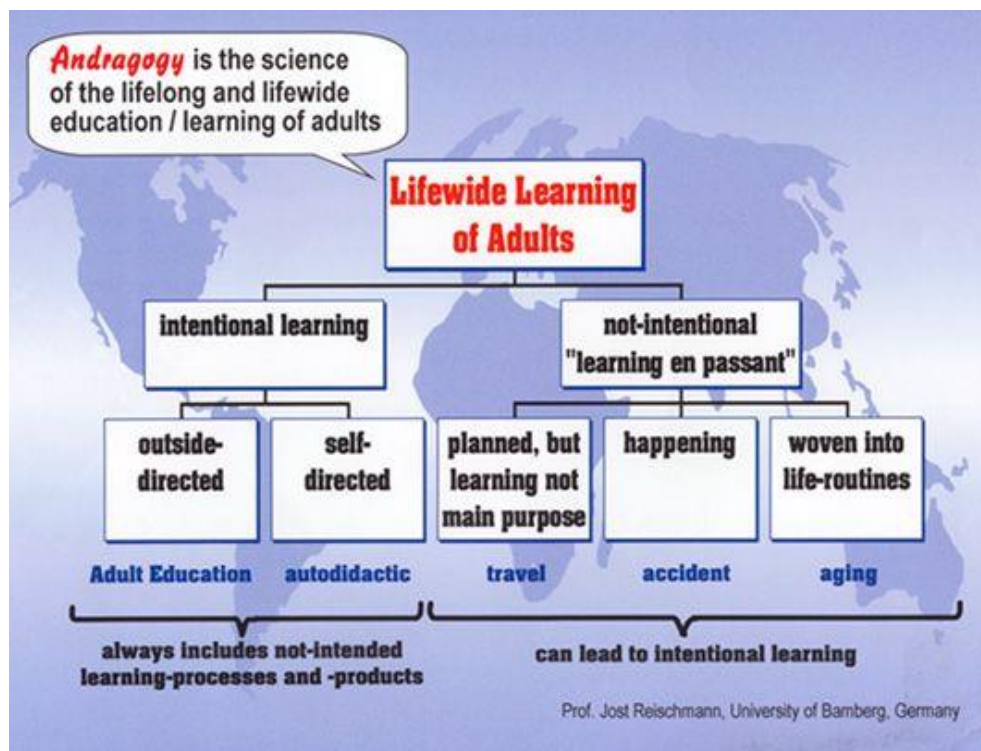 Andragogy is the science
of the lifelong and lifewide
education / learning of adults
Lifewide Learning
of Adults
intentional learning
not-intentional
"learning en passant"
outside-
directed
self-
directed
planned, but
learning not
main purpose
happening
woven into
life-routines
Adult Education
autodidactic
travel
accident
aging
always includes not-intended
learning-processes and -products
can lead to intentional learning
Prof. Jost Reischmann, University of Bamberg, Germany